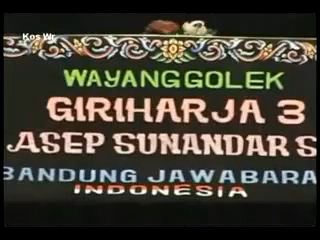 Kos Wr
WAYANG GOLEK
GIRIHARJA 3
ASEP SUNANDAR S
BANDUNG JAWABARA
INDONESIA